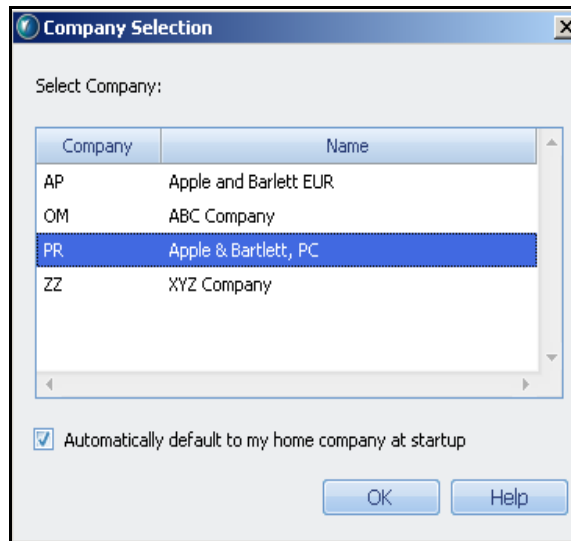 Company Selection
Select Company:
Company Name
AP Apple and Barlett EUR
OM ABC Company
PR Apple & Bartlett, PC
ZZ XYZ Company
Automatically default to my home company at startup
OK Help